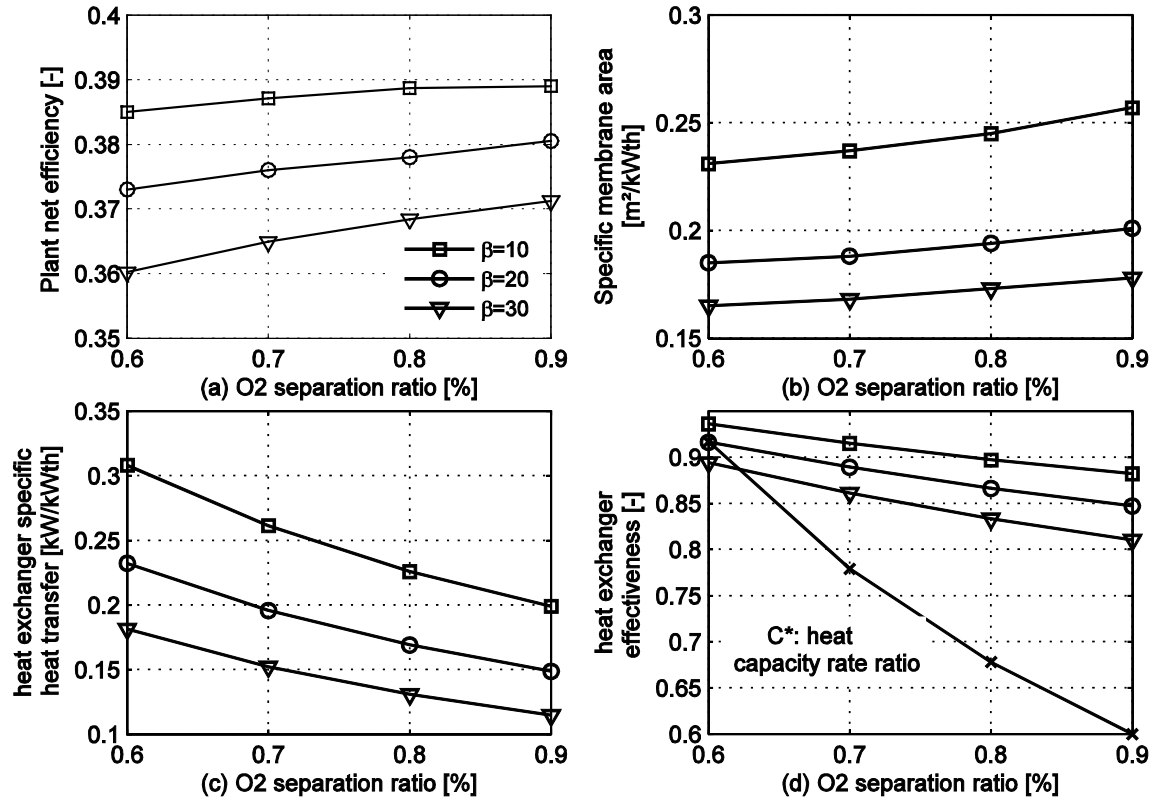 0.4
0.39
0.38
0.37
0.36
0.35
Plant net efficiency [-]
β=10
β=20
β=30
0.6 0.7 0.8 0.9
(a) O2 separation ratio [%]
0.3
0.25
0.2
0.15
Specific membrane area
[m²/kWth]
0.6 0.7 0.8 0.9
(b) O2 separation ratio [%]
0.35
0.3
0.25
0.2
0.15
0.1
heat exchanger specific
heat transfer [kW/kWth]
0.6 0.7 0.8 0.9
(c) O2 separation ratio [%]
0.9
0.85
0.8
0.7
0.65
0.6
heat exchanger
effectiveness [-]
C*: heat
capacity rate ratio
0.6 0.7 0.8 0.9
(d) O2 separation ratio [%]